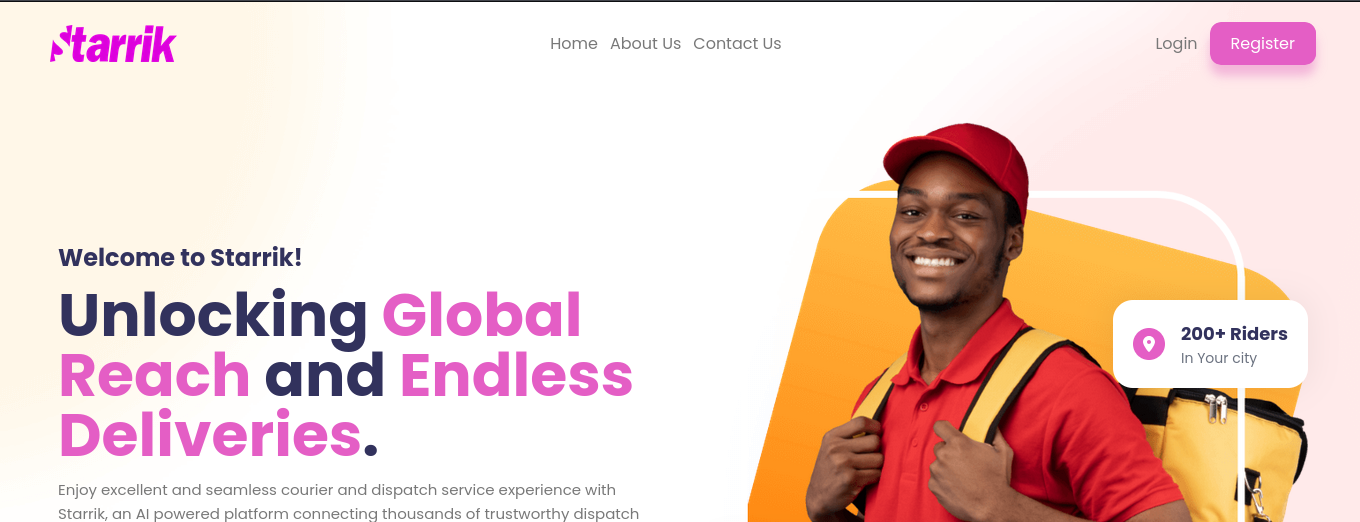 Starrik
Home About Us Contact Us
Login Register
Welcome to Starrik!
Unlocking Global
Reach and Endless
Deliveries.
200+ Riders
In Your city
Enjoy excellent and seamless courier and dispatch service experience with
Starrik, an AI powered platform connecting thousands of trustworthy dispatch